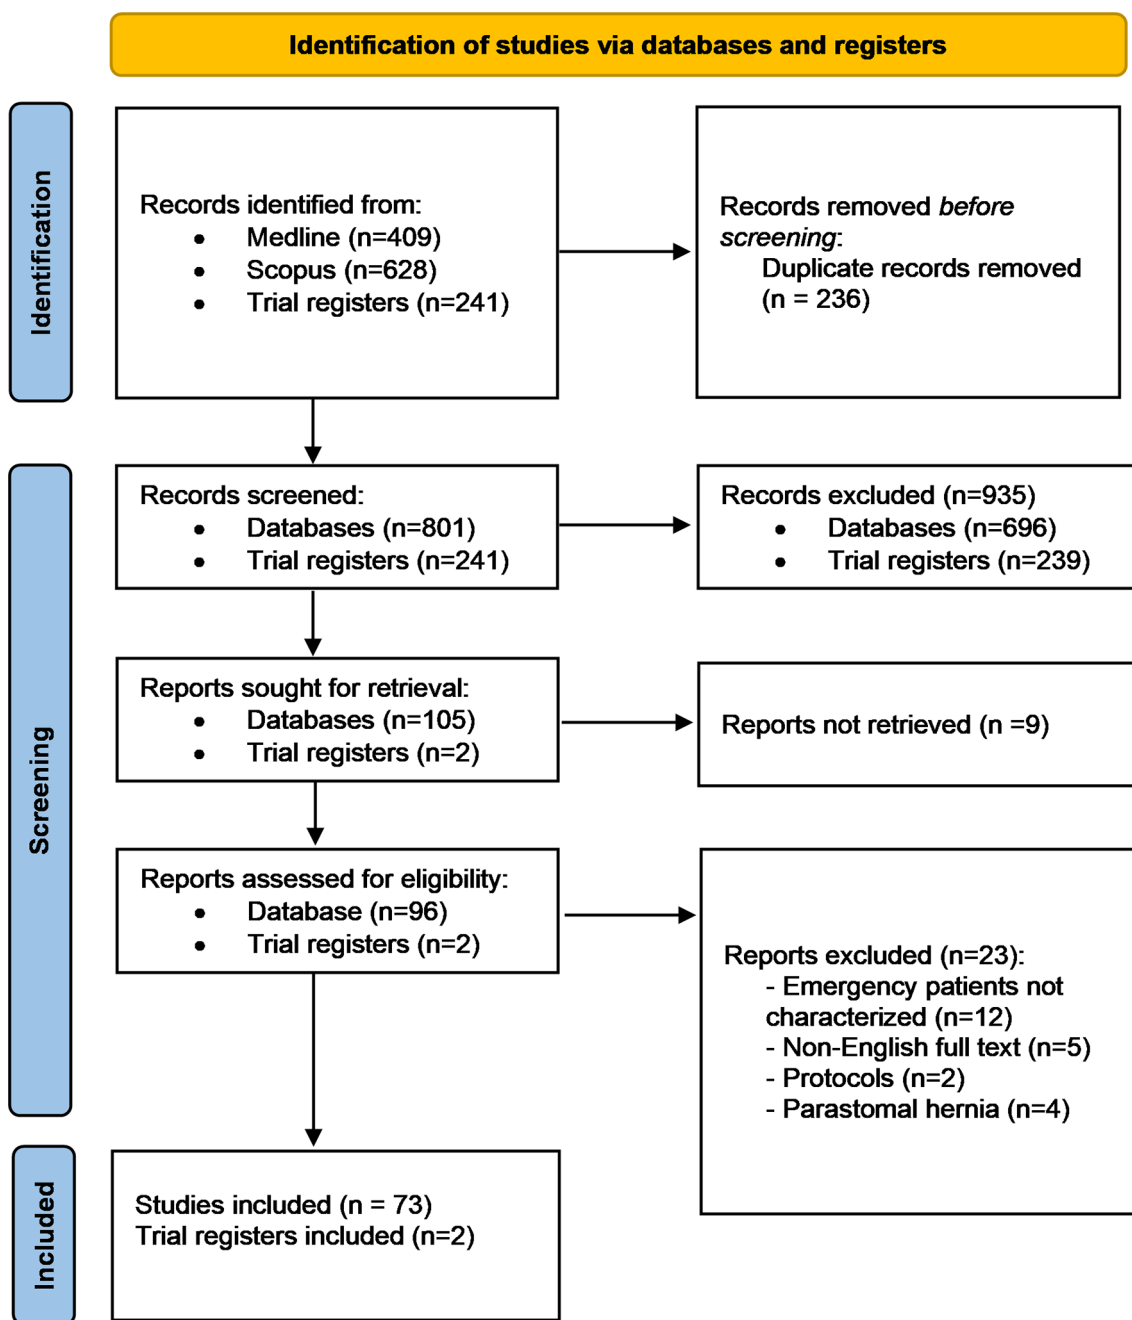 Identification of studies via databases and registers
Identification
Records identified from:
• Medline (n=409)
• Scopus (n=628)
• Trial registers (n=241)
Records removed before
screening:
Duplicate records removed
(n = 236)
Screening
Records screened:
• Databases (n=801)
• Trial registers (n=241)
Records excluded (n=935)
• Databases (n=696)
• Trial registers (n=239)
Reports sought for retrieval:
• Databases (n=105)
• Trial registers (n=2)
Reports not retrieved (n =9)
Reports assessed for eligibility:
• Database (n=96)
• Trial registers (n=2)
Reports excluded (n=23):
- Emergency patients not
characterized (n=12)
- Non-English full text (n=5)
- Protocols (n=2)
- Parastomal hernia (n=4)
Included
Studies included (n = 73)
Trial registers included (n=2)